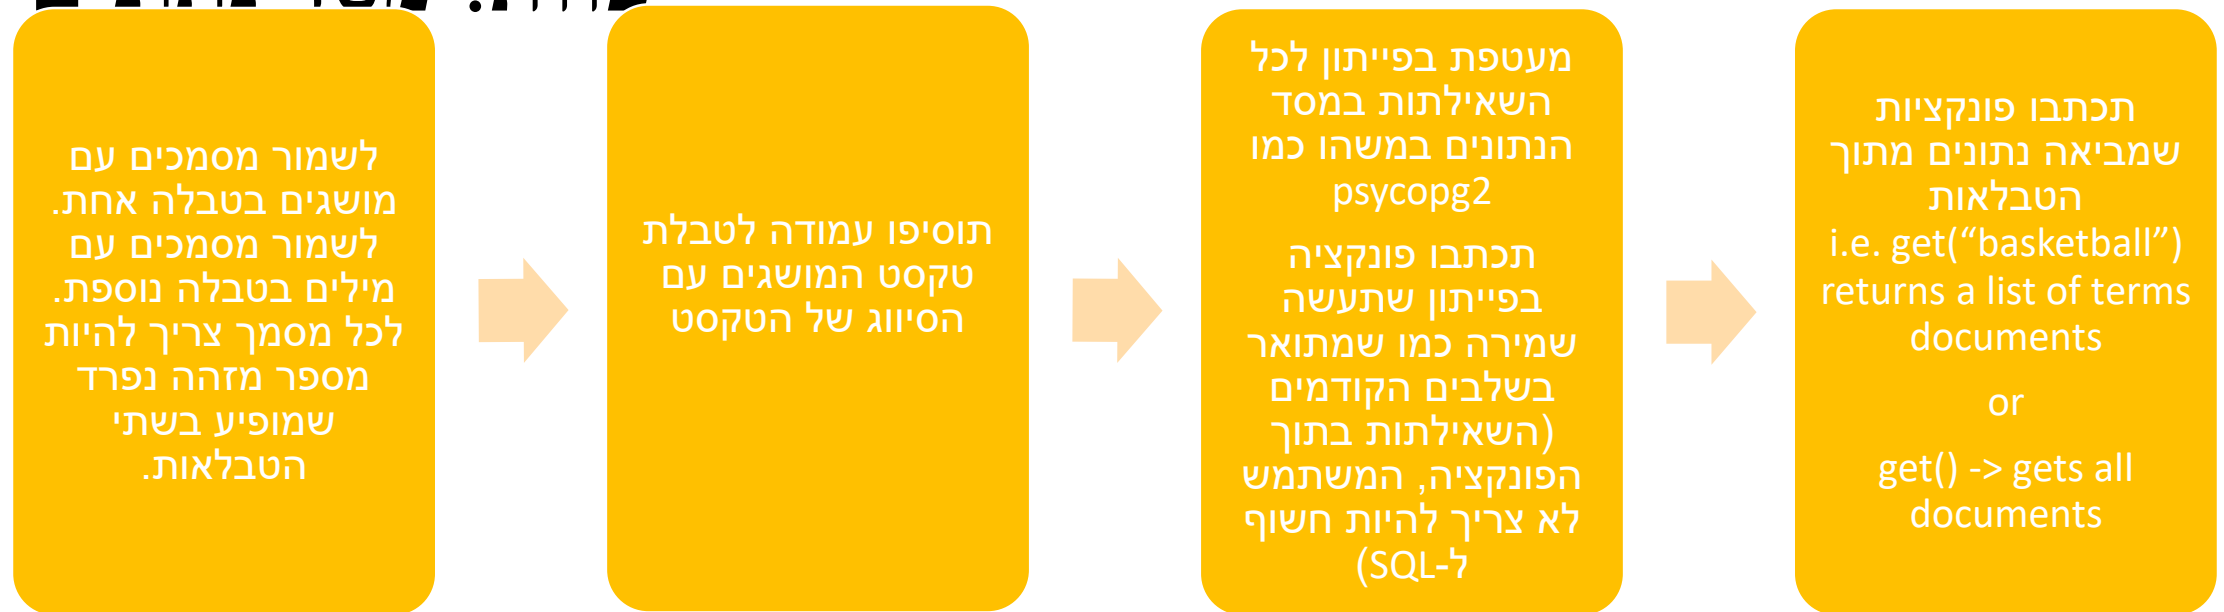 לשמור מסמכים עם
מושגים בטבלה אחת.
לשמור מסמכים עם
מילים בטבלה נוספת.
לכל מסמך צריך להיות
מספר מזהה נפרד
שמופיע בשתי
הטבלאות.
תוסיפו עמודה לטבלת
טקסט המושגים עם
הסיווג של הטקסט
מעטפת בפייתון לכל
השאילתות במסד
הנתונים במשהו כמו
psycopg2
תכתבו פונקציה
בפייתון שתעשה
שמירה כמו שמתואר
בשלבים הקודמים
(השאילתות בתוך
הפונקציה, המשתמש
לא צריך להיות חשוף
ל-SQL)
תכתבו פונקציות
שמביאה נתונים מתוך
הטבלאות
i.e. get(“basketball”)
returns a list of terms
documents
or
get() -> gets all
documents